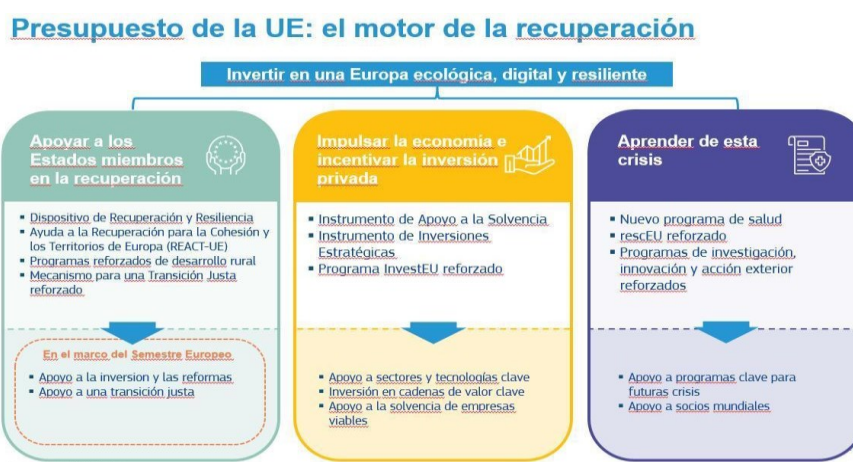 Presupuesto de la UE: el motor de la recuperación
Invertir en una Europa ecológica, digital y resiliente
Apoyar a los
Estados miembros
en la recuperación
▪ Dispositivo de Recuperación y Resiliencia
▪ Ayuda a la Recuperación para la Cohesión y
los Territorios de Europa (REACT-UE)
▪ Programas reforzados de desarrollo rural
▪ Mecanismo para una Transición Justa
reforzado
En el marco del Semestre Europeo
▪ Apoyo a la inversion y las reformas
▪ Apoyo a una transición justa
Impulsar la economia e
incentivar la inversión
privada
▪ Instrumento de Apoyo a la Solvencia
▪ Instrumento de Inversiones
Estratégicas
▪ Programa InvestEU reforzado
▪ Apoyo a sectores y tecnologías clave
▪ Inversión en cadenas de valor clave
▪ Apoyo a la solvencia de empresas
viables
Aprender de esta
crisis
▪ Nuevo programa de salud
▪ rescEU reforzado
▪ Programas de investigación,
innovación y acción exterior
reforzados
▪ Apoyo a programas clave para
futuras crisis
▪ Apoyo a socios mundiales